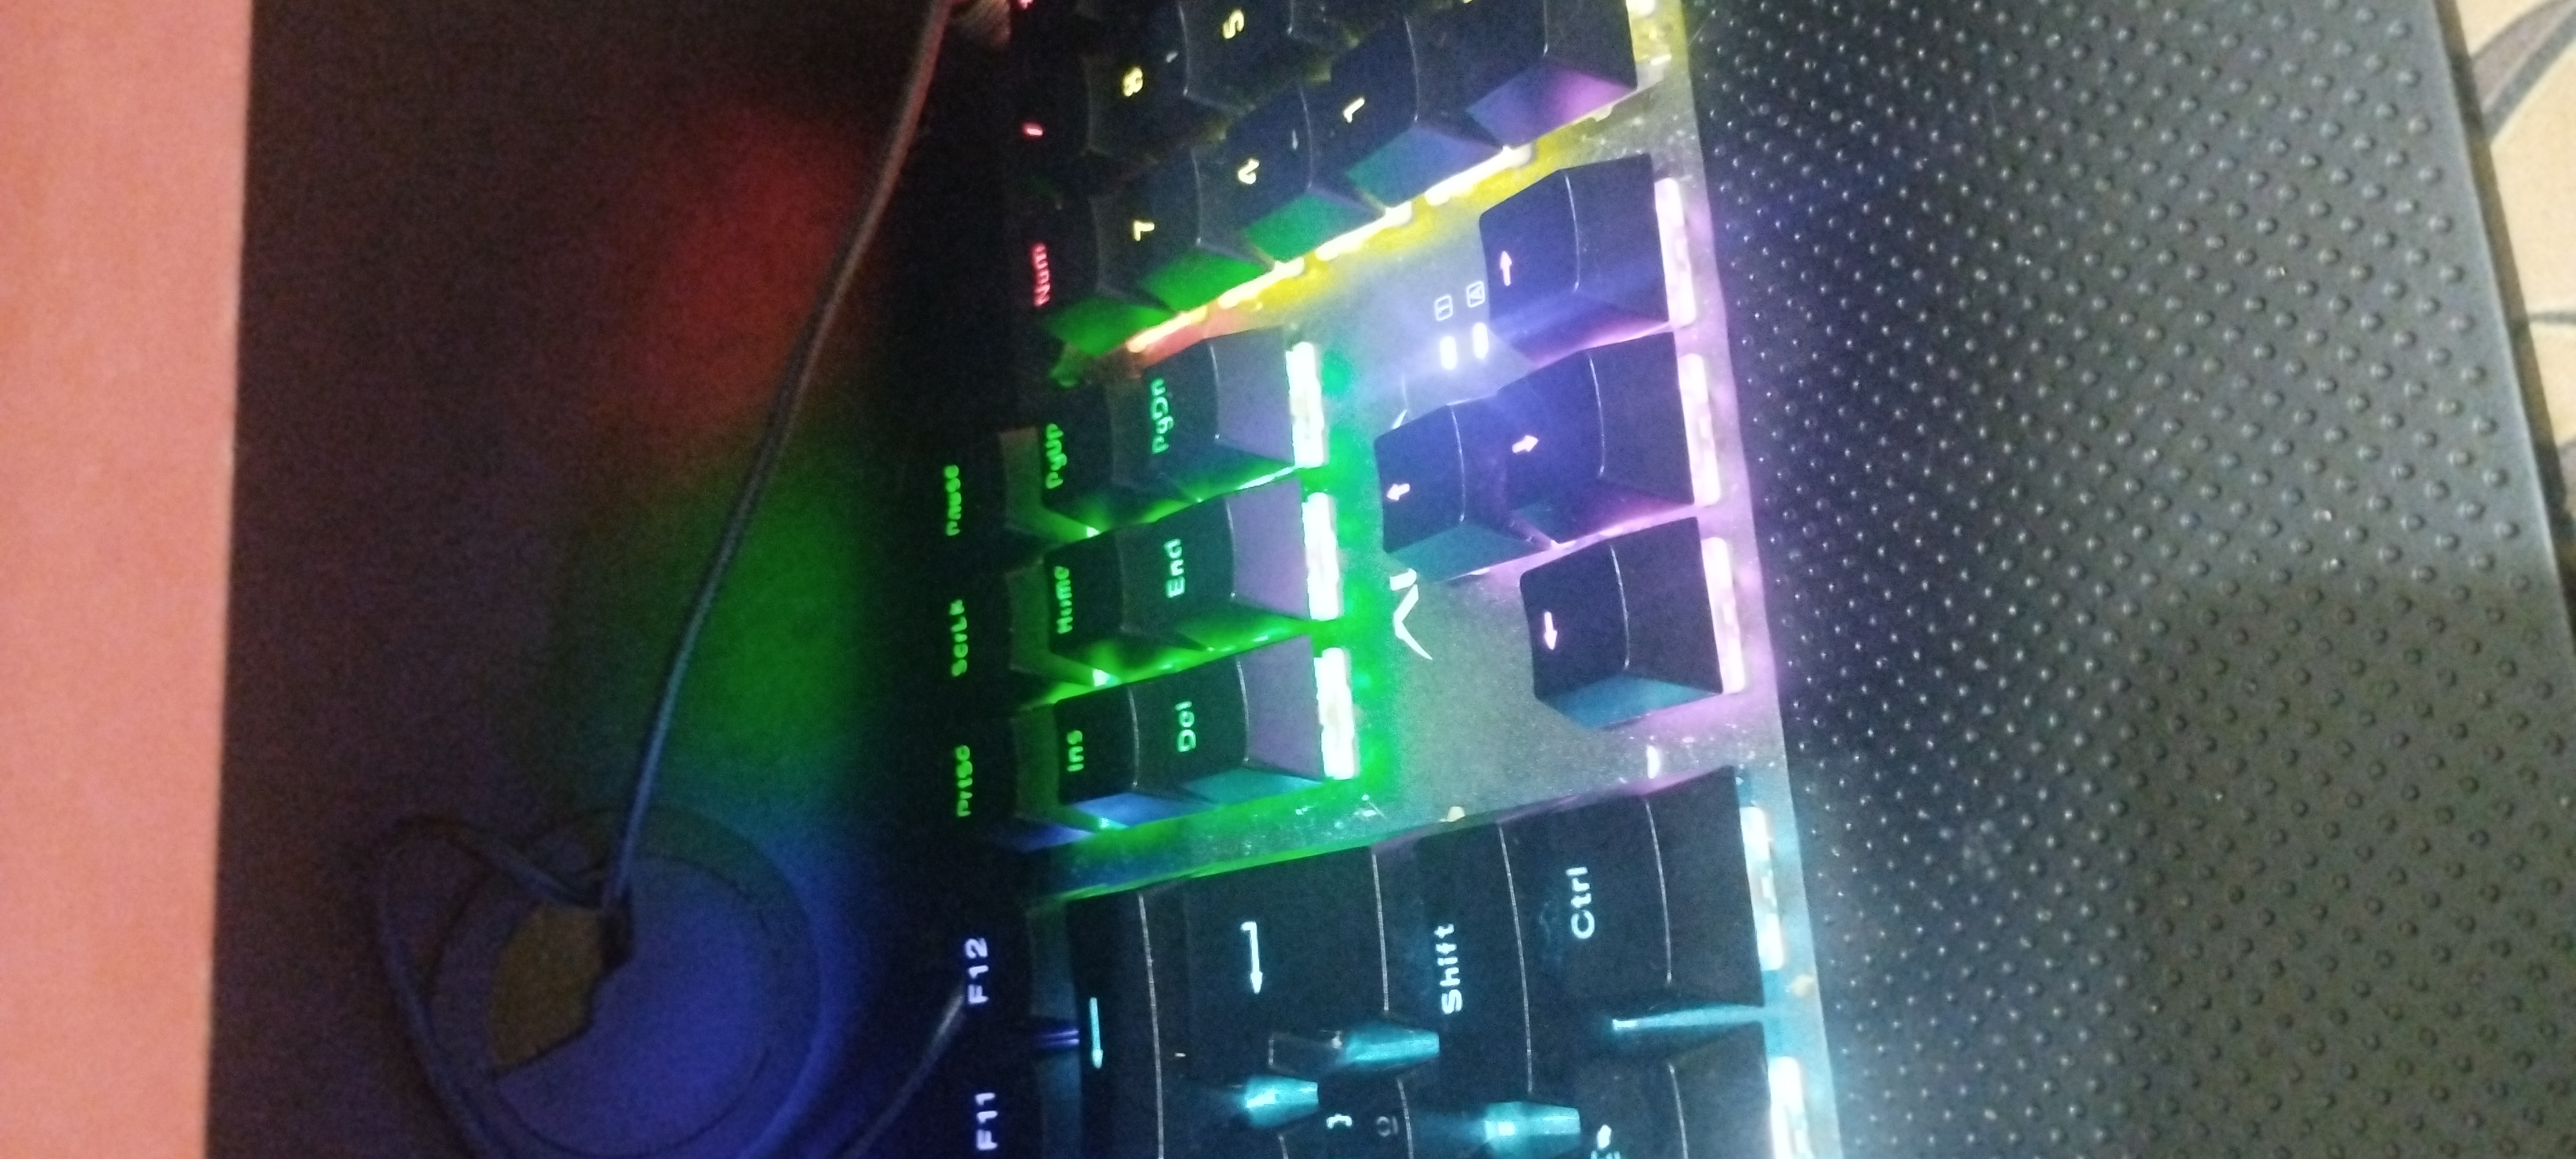 F11 F12 PrtSc ScrLk Pause
Ins Home PgUp Num /
Del End PgDn 7 8
4 5
}
Shift 1
Ctrl
1
A